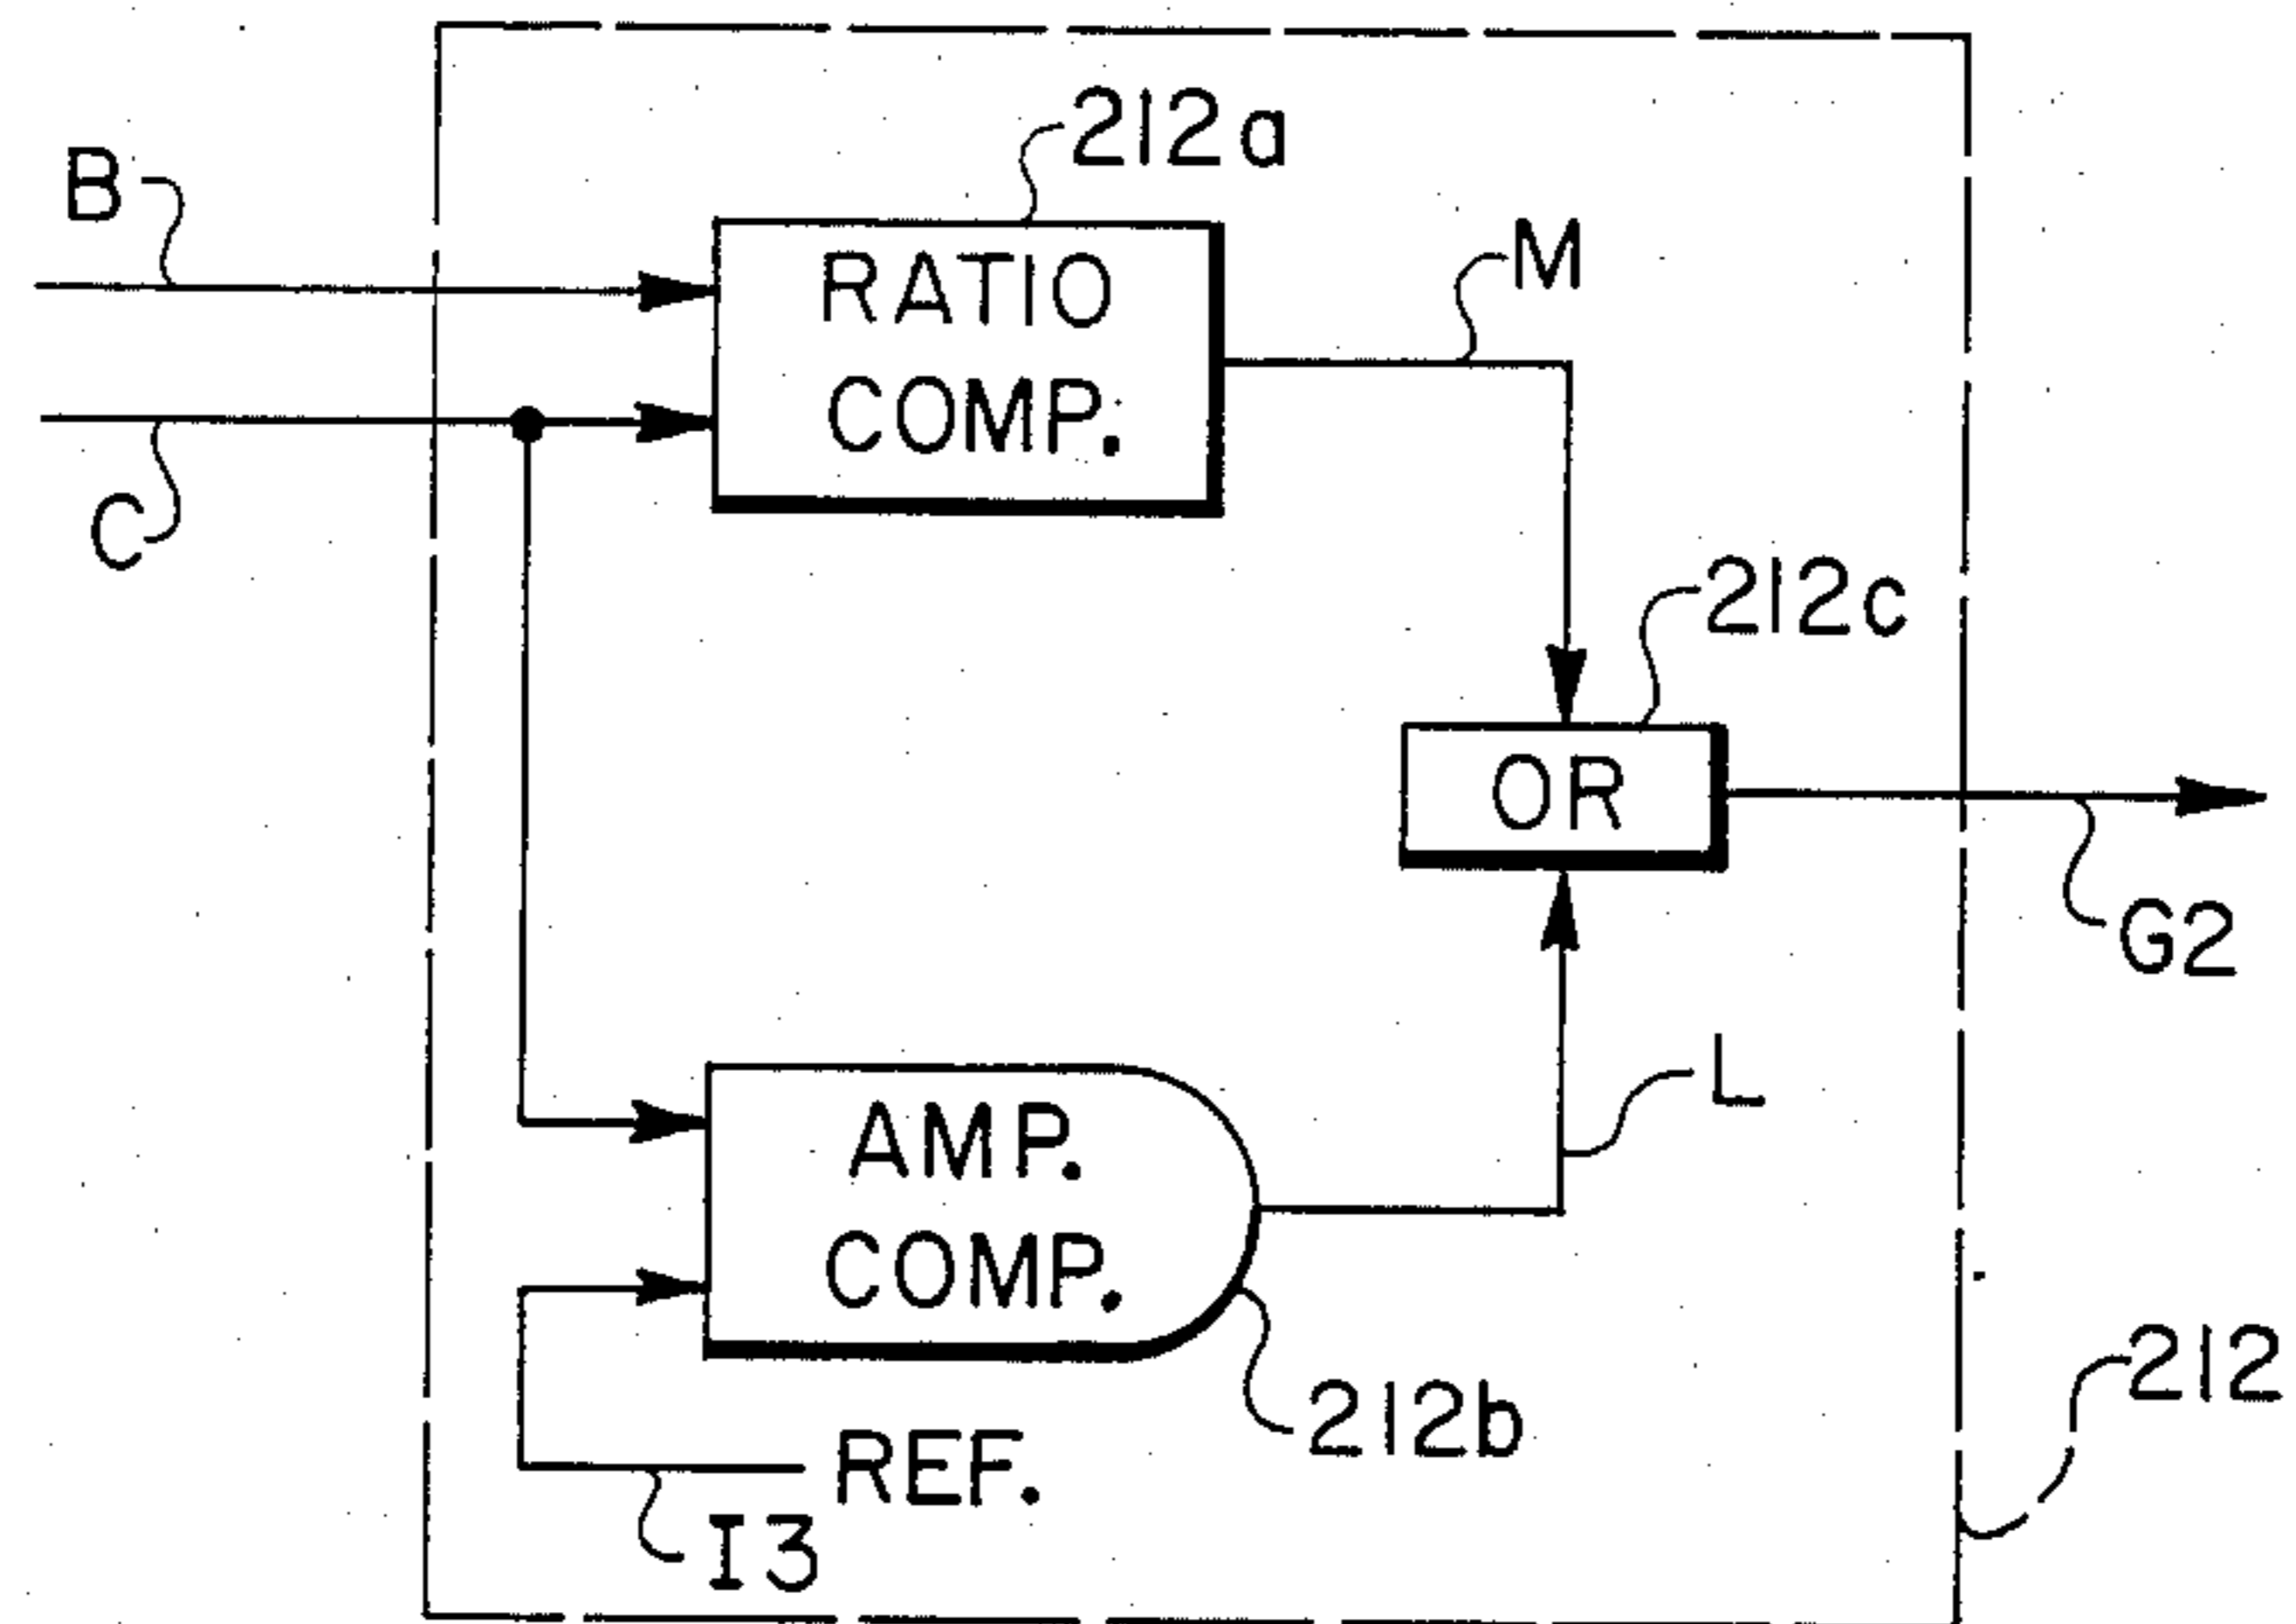 212a
B
M
RATIO
COMP.
C
212c
OR
G2
L
AMP.
COMP.
212
212b
REF.
I3